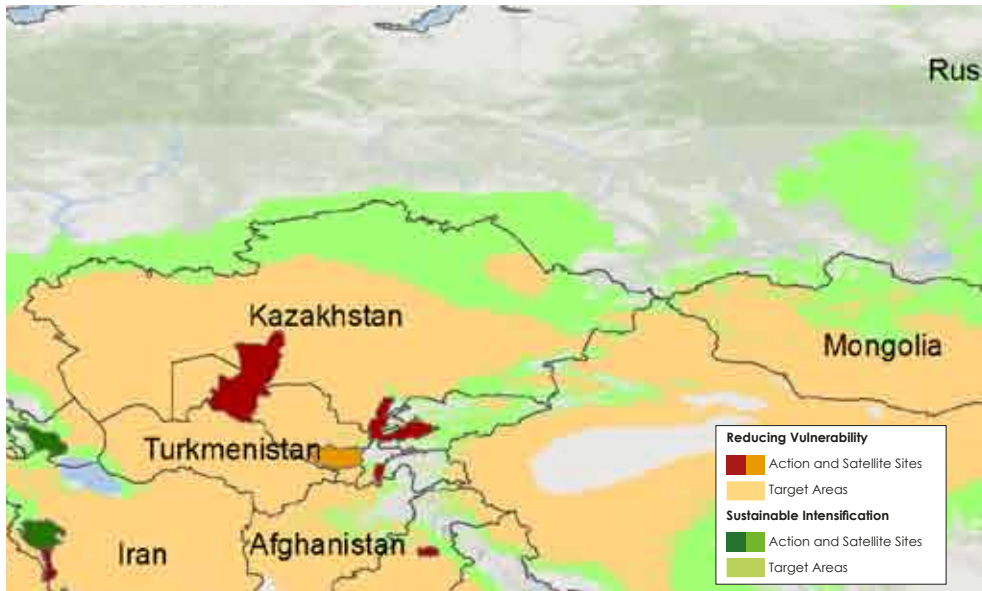 Rus
Kazakhstan
Mongolia
Turkmenistan
Iran
Afghanistan
Reducing Vulnerability
Action and Satellite Sites
Target Areas
Sustainable Intensification
Action and Satellite Sites
Target Areas